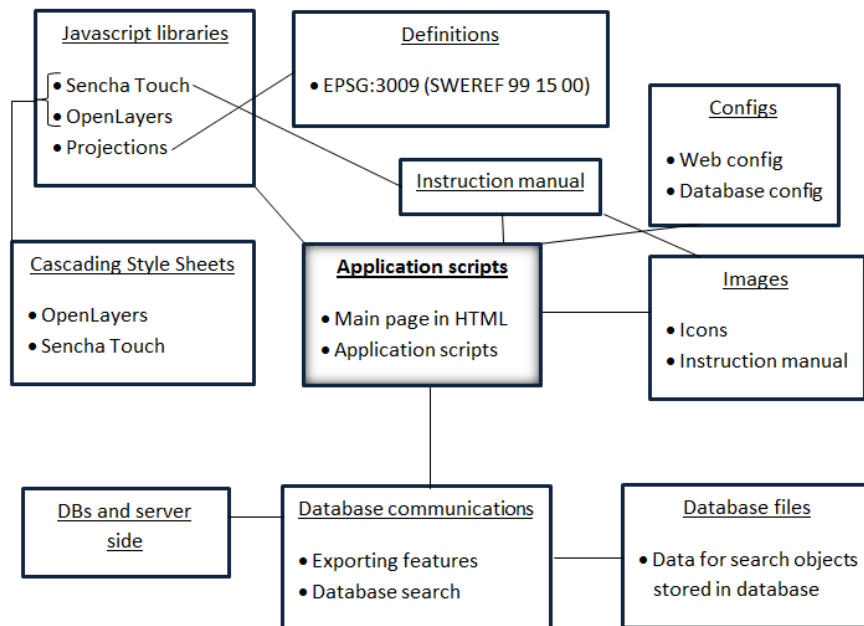 Javascript libraries
• Sencha Touch
• OpenLayers
• Projections
Definitions
• EPSG:3009 (SWEREF 99 15 00)
Configs
• Web config
• Database config
Instruction manual
Cascading Style Sheets
• OpenLayers
• Sencha Touch
Application scripts
• Main page in HTML
• Application scripts
Images
• Icons
• Instruction manual
DBs and server
side
Database communications
• Exporting features
• Database search
Database files
• Data for search objects
stored in database